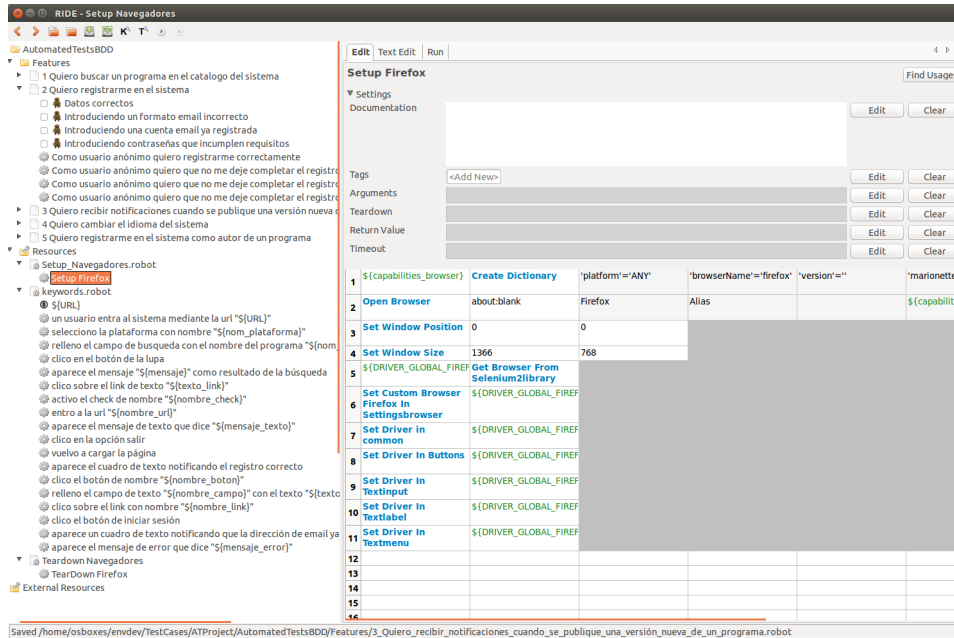 RIDE - Setup Navegadores
AutomatedTestsBDD
Features
1 Quiero buscar un programa en el catalogo del sistema
2 Quiero registrarme en el sistema
Datos correctos
Introduciendo un formato email incorrecto
Introduciendo una cuenta email ya registrada
Introduciendo contraseñas que incumplen requisitos
Como usuario anónimo quiero registrarme correctamente
Como usuario anónimo quiero que no me deje completar el registro
Como usuario anónimo quiero que no me deje completar el registro
Como usuario anónimo quiero que no me deje completar el registro
3 Quiero recibir notificaciones cuando se publique una versión nueva
4 Quiero cambiar el idioma del sistema
5 Quiero registrarme en el sistema como autor de un programa
Resources
Setup_Navegadores.robot
Setup Firefox
keywords.robot
${URL}
un usuario entra al sistema mediante la url "${URL}"
selecciono la plataforma con nombre "${nom_plataforma}"
relleno el campo de busqueda con el nombre del programa "${nom_
clico en el botón de la lupa
aparece el mensaje "${mensaje}" como resultado de la búsqueda
clico sobre el link de texto "${texto_link}"
activo el check de nombre "${nombre_check}"
entro a la url "${nombre_url}"
aparece el mensaje de texto que dice "${mensaje_texto}"
clico en la opción salir
vuelvo a cargar la página
aparece el cuadro de texto notificando el registro correcto
clico el botón de nombre "${nombre_boton}"
relleno el campo de texto "${nombre_campo}" con el texto "${texto
clico sobre el link con nombre "${nombre_link}"
clico el botón de iniciar sesión
aparece un cuadro de texto notificando que la dirección de email ya
aparece el mensaje de error que dice "${mensaje_error}"
Teardown Navegadores
TearDown Firefox
External Resources
Edit Text Edit Run
Setup Firefox Find Usages
Settings
Documentation Edit Clear
Tags <Add New> Edit Clear
Arguments Edit Clear
Teardown Edit Clear
Return Value Edit Clear
Timeout Edit Clear
1 ${capabilities_browser} Create Dictionary 'platform'='ANY' 'browserName'='firefox' 'version'='' 'marionette
2 Open Browser about:blank Firefox Alias ${capabilit
3 Set Window Position 0 0
4 Set Window Size 1366 768
5 ${DRIVER_GLOBAL_FIREF Get Browser From
Selenium2library
6 Set Custom Browser
Firefox In
Settingsbrowser ${DRIVER_GLOBAL_FIREF
7 Set Driver in
common ${DRIVER_GLOBAL_FIREF
8 Set Driver In Buttons ${DRIVER_GLOBAL_FIREF
9 Set Driver In
Textinput ${DRIVER_GLOBAL_FIREF
10 Set Driver In
Textlabel ${DRIVER_GLOBAL_FIREF
11 Set Driver In
Textmenu ${DRIVER_GLOBAL_FIREF
12
13
14
15
16
Saved /home/osboxes/envdev/TestCases/ATProject/AutomatedTestsBDD/Features/3_Quiero_recibir_notificaciones_cuando_se_publique_una_versión_nueva_de_un_programa.robot